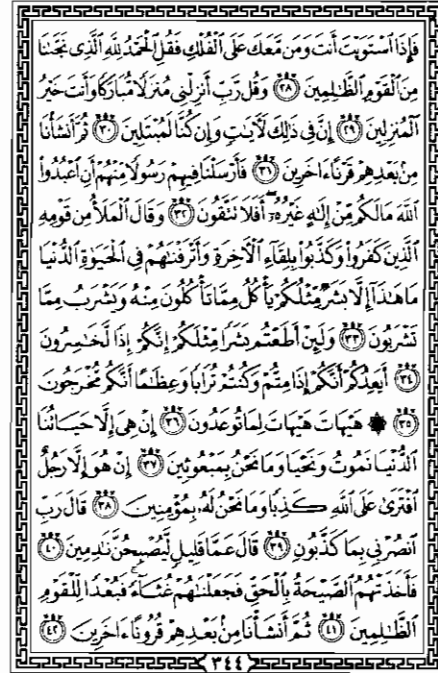 فَإِذَا ٱسْتَوَيْتَ أَنتَ وَمَن مَّعَكَ عَلَى ٱلْفُلْكِ فَقُلِ ٱلْحَمْدُ لِلَّهِ ٱلَّذِى نَجَّىٰنَا
مِنَ ٱلْقَوْمِ ٱلظَّٰلِمِينَ ﴿٢٨﴾ وَقُل رَّبِّ أَنزِلْنِى مُنزَلًا مُّبَارَكًا وَأَنتَ خَيْرُ
ٱلْمُنزِلِينَ ﴿٢٩﴾ إِنَّ فِى ذَٰلِكَ لَءَايَٰتٍ وَإِن كُنَّا لَمُبْتَلِينَ ﴿٣٠﴾ ثُمَّ أَنشَأْنَا
مِنۢ بَعْدِهِمْ قَرْنًا ءَاخَرِينَ ﴿٣١﴾ فَأَرْسَلْنَا فِيهِمْ رَسُولًا مِّنْهُمْ أَنِ ٱعْبُدُوا۟
ٱللَّهَ مَا لَكُم مِّنْ إِلَٰهٍ غَيْرُهُۥٓ أَفَلَا تَتَّقُونَ ﴿٣٢﴾ وَقَالَ ٱلْمَلَأُ مِن قَوْمِهِ
ٱلَّذِينَ كَفَرُوا۟ وَكَذَّبُوا۟ بِلِقَآءِ ٱلْءَاخِرَةِ وَأَتْرَفْنَٰهُمْ فِى ٱلْحَيَوٰةِ ٱلدُّنْيَا
مَا هَٰذَآ إِلَّا بَشَرٌ مِّثْلُكُمْ يَأْكُلُ مِمَّا تَأْكُلُونَ مِنْهُ وَيَشْرَبُ مِمَّا
تَشْرَبُونَ ﴿٣٣﴾ وَلَئِنْ أَطَعْتُم بَشَرًا مِّثْلَكُمْ إِنَّكُمْ إِذًا لَّخَٰسِرُونَ
﴿٣٤﴾ أَيَعِدُكُمْ أَنَّكُمْ إِذَا مِتُّمْ وَكُنتُمْ تُرَابًا وَعِظَٰمًا أَنَّكُم مُّخْرَجُونَ
﴿٣٥﴾ ۞ هَيْهَاتَ هَيْهَاتَ لِمَا تُوعَدُونَ ﴿٣٦﴾ إِنْ هِىَ إِلَّا حَيَاتُنَا
ٱلدُّنْيَا نَمُوتُ وَنَحْيَا وَمَا نَحْنُ بِمَبْعُوثِينَ ﴿٣٧﴾ إِنْ هُوَ إِلَّا رَجُلٌ
ٱفْتَرَىٰ عَلَى ٱللَّهِ كَذِبًا وَمَا نَحْنُ لَهُۥ بِمُؤْمِنِينَ ﴿٣٨﴾ قَالَ رَبِّ
ٱنصُرْنِى بِمَا كَذَّبُونِ ﴿٣٩﴾ قَالَ عَمَّا قَلِيلٍ لَّيُصْبِحُنَّ نَٰدِمِينَ ﴿٤٠﴾
فَأَخَذَتْهُمُ ٱلصَّيْحَةُ بِٱلْحَقِّ فَجَعَلْنَٰهُمْ غُثَآءً ۚ فَبُعْدًا لِّلْقَوْمِ
ٱلظَّٰلِمِينَ ﴿٤١﴾ ثُمَّ أَنشَأْنَا مِنۢ بَعْدِهِمْ قُرُونًا ءَاخَرِينَ ﴿٤٢﴾
٣٤٤